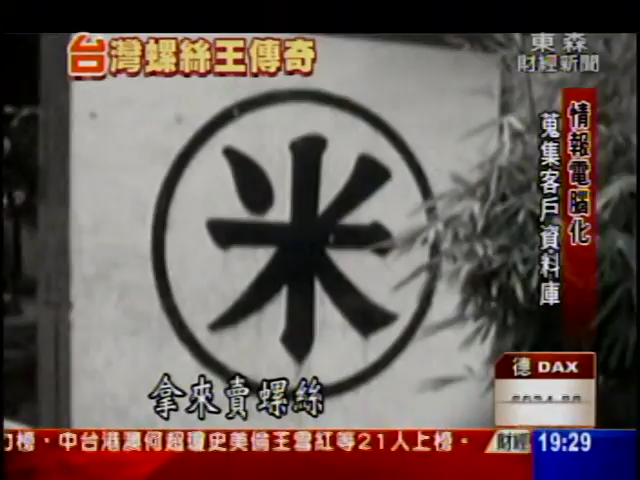 台灣螺絲王傳奇
東森
財經新聞
情報電腦化
蒐集客戶資料庫
米
德 DAX
拿來賣螺絲
榜·中台港澳何超瓊史美倫王雪紅等21人上榜。
財經
19:29